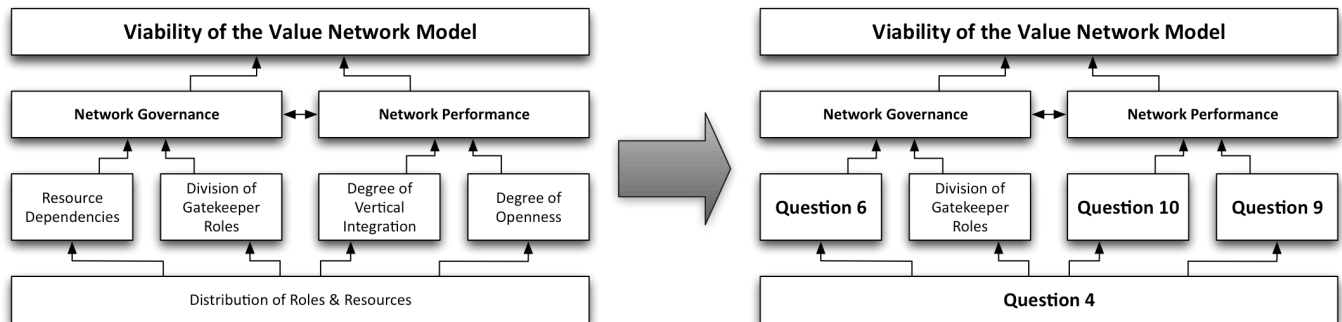 Viability of the Value Network Model
Network Governance
Network Performance
Resource
Dependencies
Division of
Gatekeeper
Roles
Degree of
Vertical
Integration
Degree of
Openness
Distribution of Roles & Resources
Viability of the Value Network Model
Network Governance
Network Performance
Question 6
Division of
Gatekeeper
Roles
Question 10
Question 9
Question 4